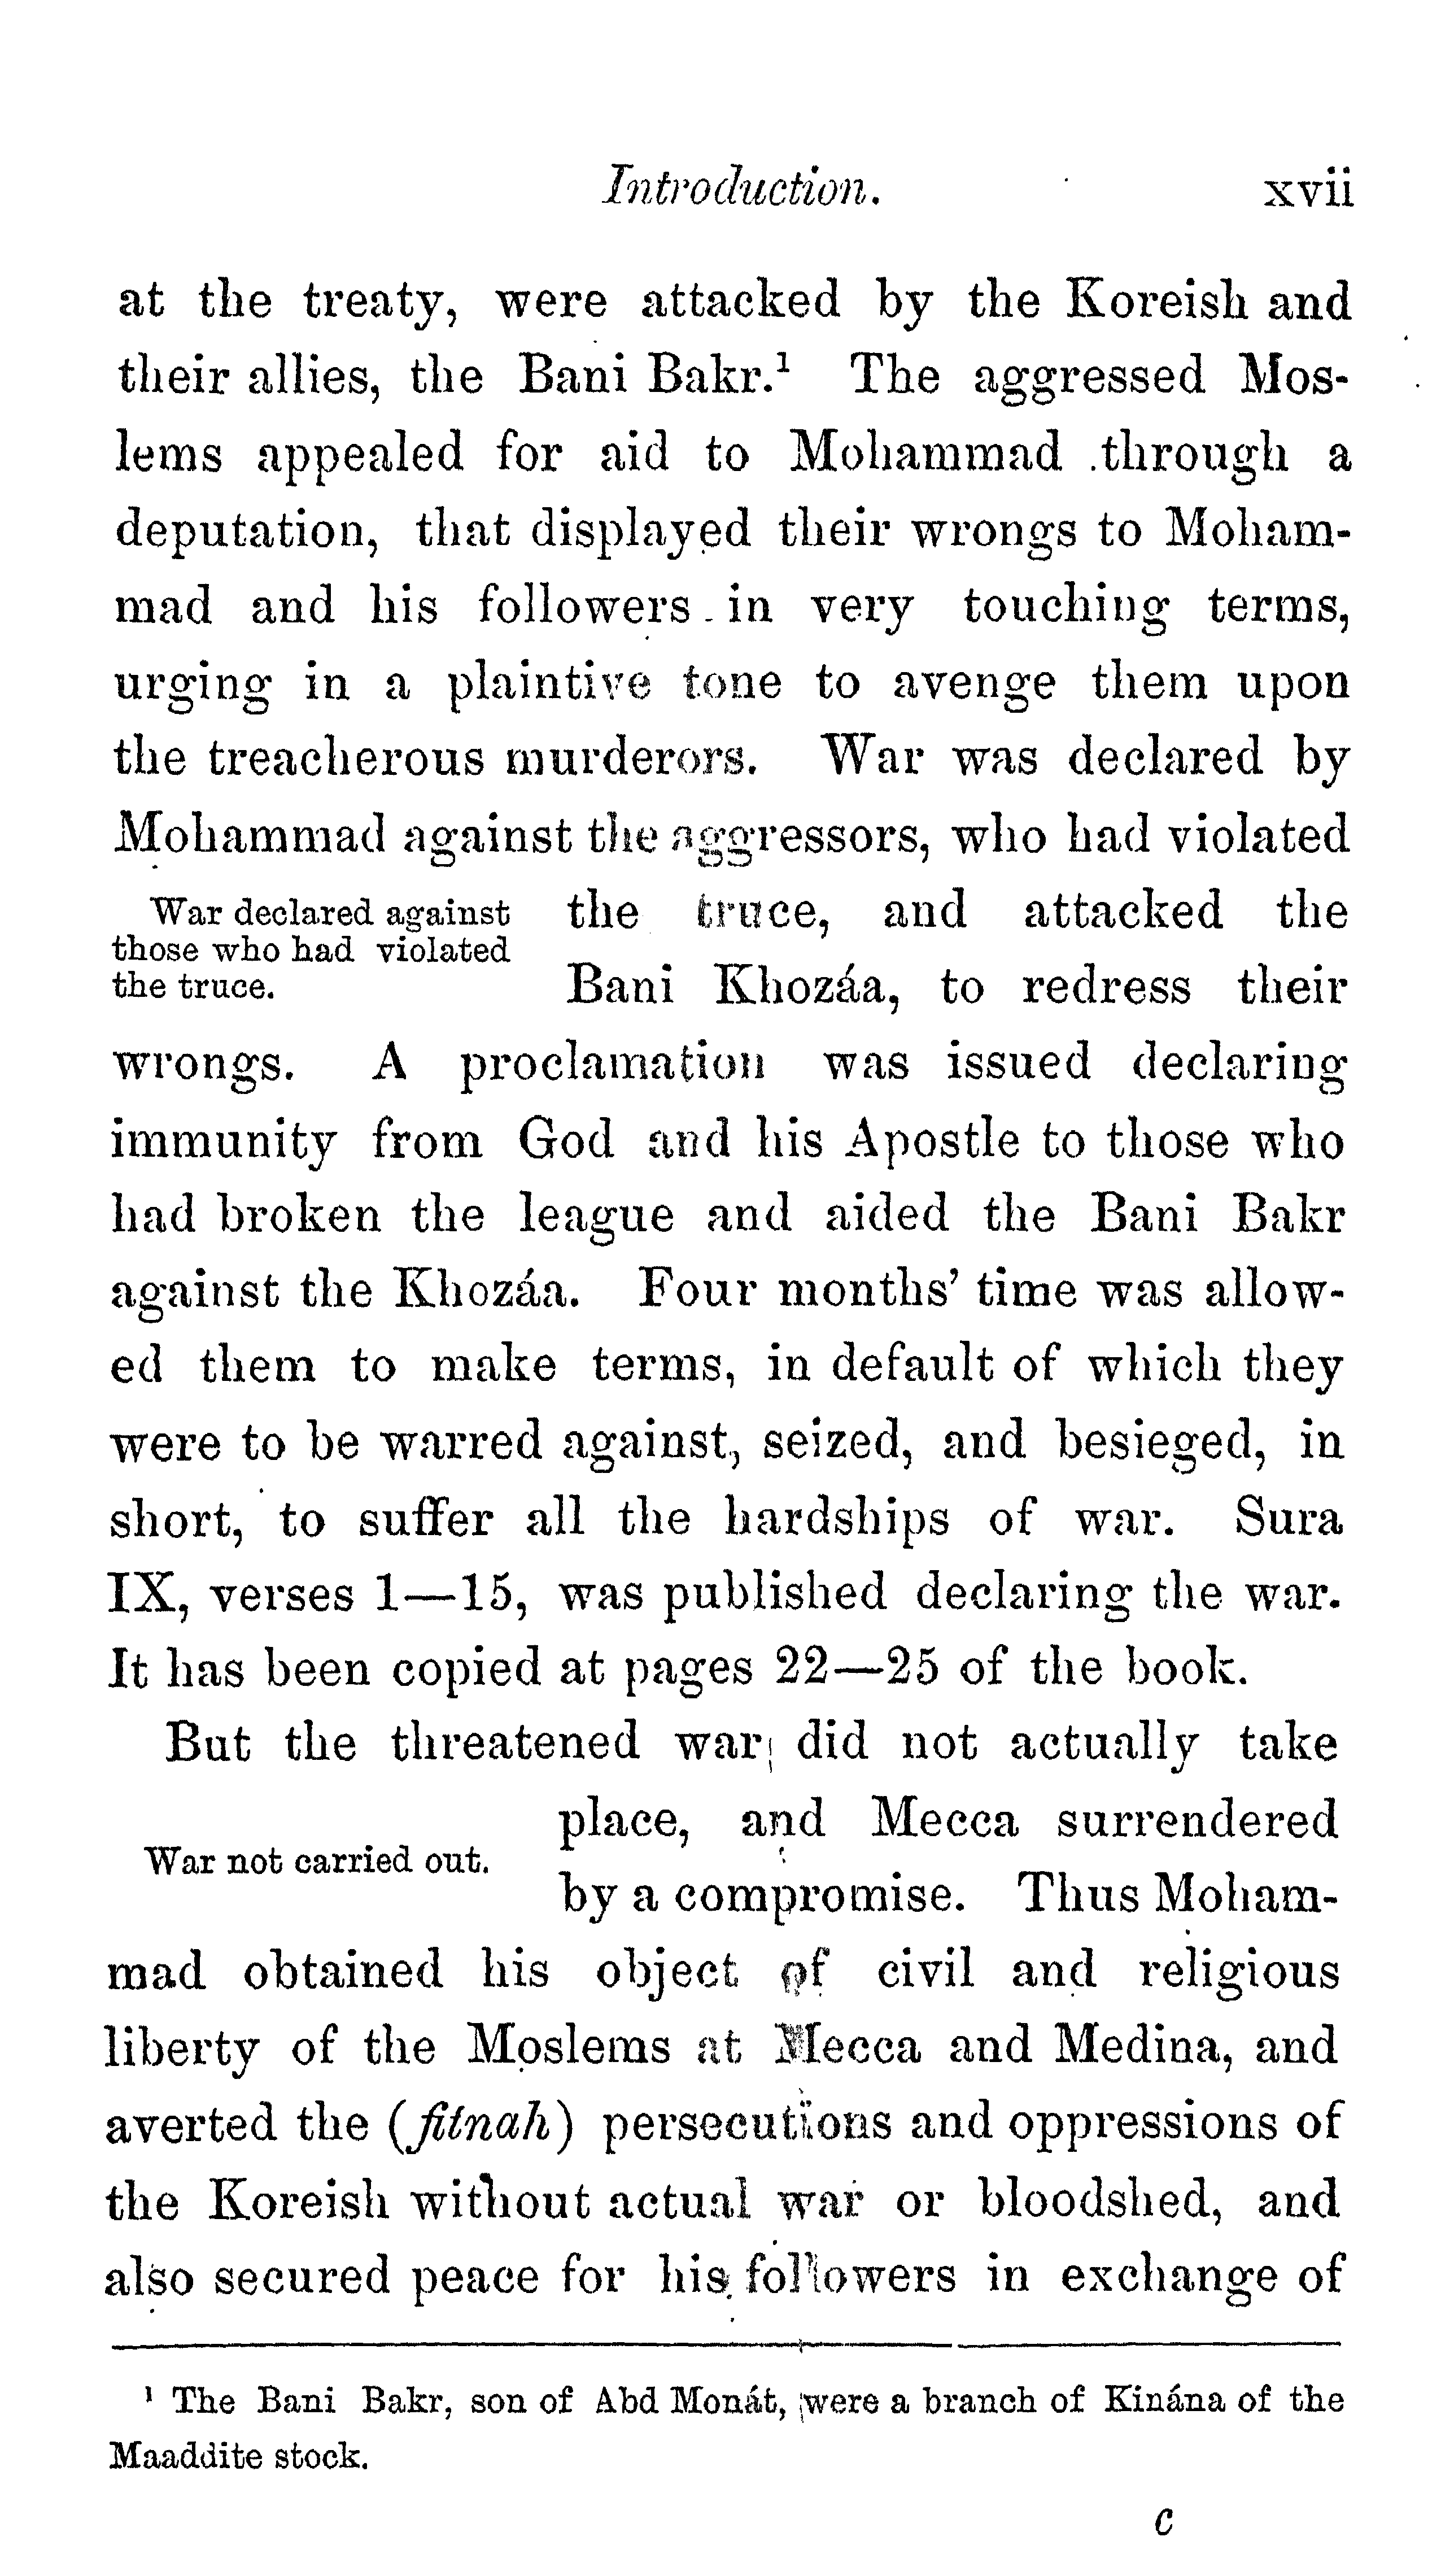 Introduction. xvii
at the treaty, were attacked by the Koreish and
their allies, the Bani Bakr.¹ The aggressed Mos-
lems appealed for aid to Mohammad through a
deputation, that displayed their wrongs to Moham-
mad and his followers in very touching terms,
urging in a plaintive tone to avenge them upon
the treacherous murderors. War was declared by
Mohammad against the aggressors, who had violated
War declared against
those who had violated
the truce.
the truce, and attacked the
Bani Khozáa, to redress their
wrongs. A proclamation was issued declaring
immunity from God and his Apostle to those who
had broken the league and aided the Bani Bakr
against the Khozáa. Four months' time was allow-
ed them to make terms, in default of which they
were to be warred against, seized, and besieged, in
short, to suffer all the hardships of war. Sura
IX, verses 1—15, was published declaring the war.
It has been copied at pages 22—25 of the book.
But the threatened war did not actually take
War not carried out.
place, and Mecca surrendered
by a compromise. Thus Moham-
mad obtained his object of civil and religious
liberty of the Moslems at Mecca and Medina, and
averted the (fitnah) persecutions and oppressions of
the Koreish without actual war or bloodshed, and
also secured peace for his followers in exchange of
¹ The Bani Bakr, son of Abd Monát, were a branch of Kinána of the
Maaddite stock.
c